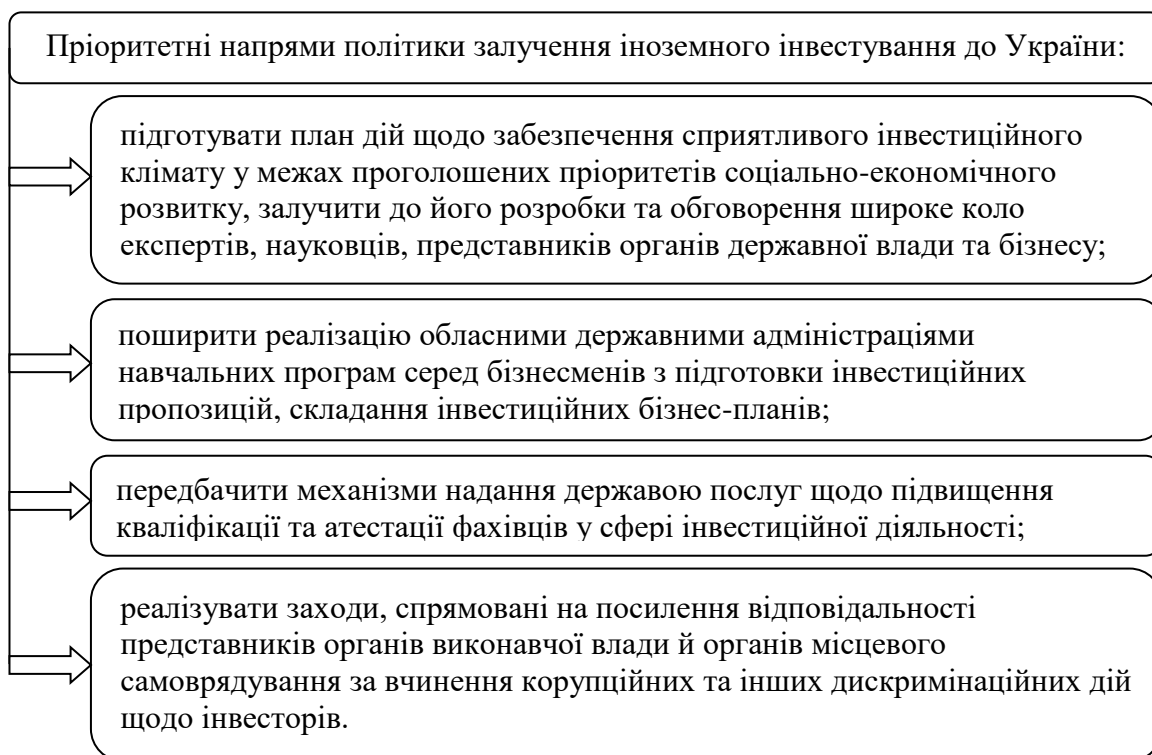 Пріоритетні напрями політики залучення іноземного інвестування до України:
підготувати план дій щодо забезпечення сприятливого інвестиційного
клімату у межах проголошених пріоритетів соціально-економічного
розвитку, залучити до його розробки та обговорення широке коло
експертів, науковців, представників органів державної влади та бізнесу;
поширити реалізацію обласними державними адміністраціями
навчальних програм серед бізнесменів з підготовки інвестиційних
пропозицій, складання інвестиційних бізнес-планів;
передбачити механізми надання державою послуг щодо підвищення
кваліфікації та атестації фахівців у сфері інвестиційної діяльності;
реалізувати заходи, спрямовані на посилення відповідальності
представників органів виконавчої влади й органів місцевого
самоврядування за вчинення корупційних та інших дискримінаційних дій
щодо інвесторів.